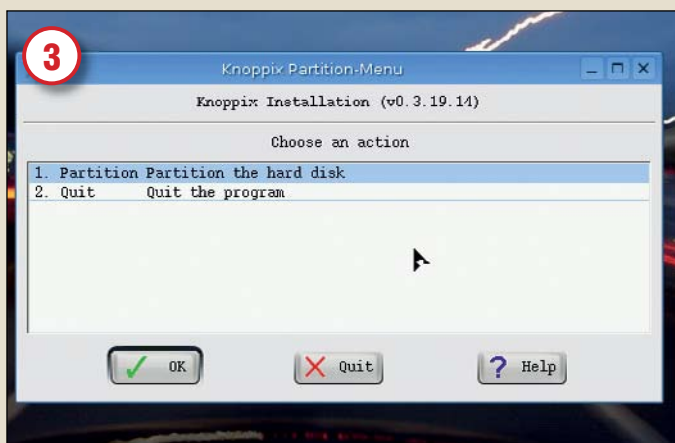 3
Knoppix Partition-Menu
Knoppix Installation (v0.3.19.14)
Choose an action
1. Partition Partition the hard disk
2. Quit Quit the program
OK
Quit
? Help